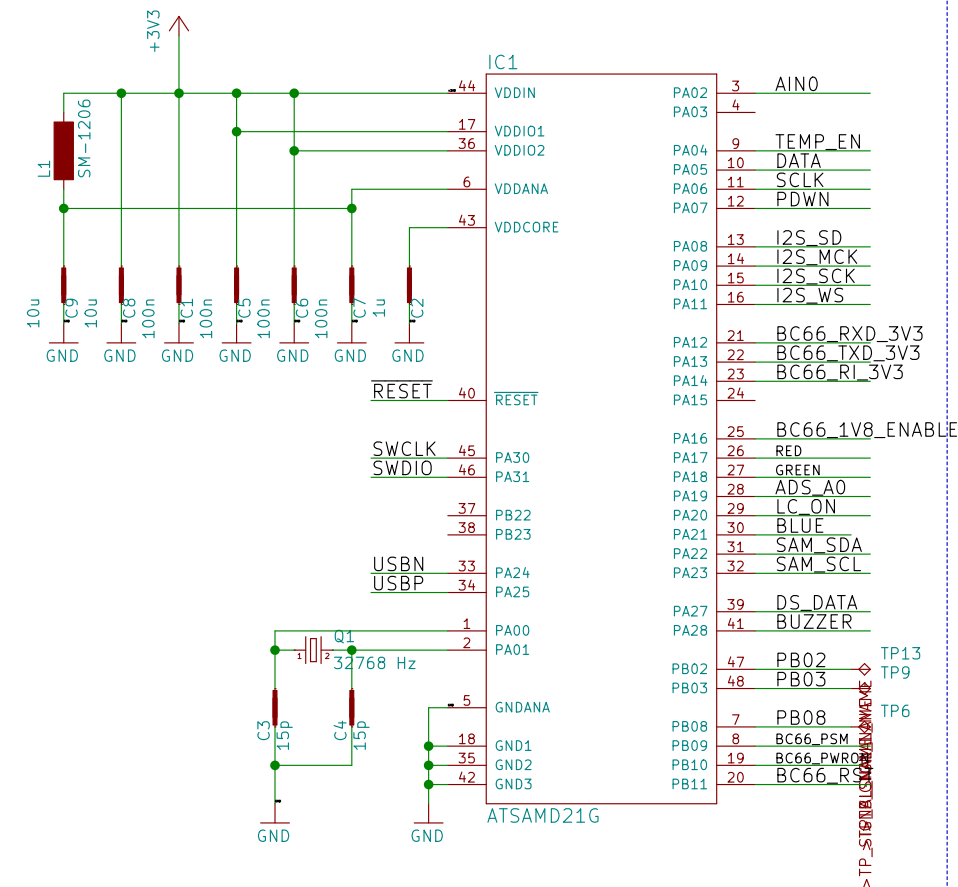 +3V3
IC1
44 VDDIN
17 VDDIO1
36 VDDIO2
6 VDDANA
43 VDDCORE
L1
SM-1206
10u C9
10u C8
100n C1
100n C5
100n C6
100n C7
1u C2
GND GND GND GND GND GND GND
RESET 40 RESET
SWCLK 45 PA30
SWDIO 46 PA31
37 PB22
38 PB23
USBN 33 PA24
USBP 34 PA25
1 PA00
2 PA01
Q1
1 2
32768 Hz
C3 15p
C4 15p
5 GNDANA
18 GND1
35 GND2
42 GND3
GND GND
ATSAMD21G
PA02 3 AIN0
PA03 4
PA04 9 TEMP_EN
PA05 10 DATA
PA06 11 SCLK
PA07 12 PDWN
PA08 13 I2S_SD
PA09 14 I2S_MCK
PA10 15 I2S_SCK
PA11 16 I2S_WS
PA12 21 BC66_RXD_3V3
PA13 22 BC66_TXD_3V3
PA14 23 BC66_RI_3V3
PA15 24
PA16 25 BC66_1V8_ENABLE
PA17 26 RED
PA18 27 GREEN
PA19 28 ADS_A0
PA20 29 LC_ON
PA21 30 BLUE
PA22 31 SAM_SDA
PA23 32 SAM_SCL
PA27 39 DS_DATA
PA28 41 BUZZER
PB02 47 PB02 TP13
PB03 48 PB03 TP9
PB08 7 PB08 TP6
PB09 8 BC66_PSM
PB10 19
PB11 20